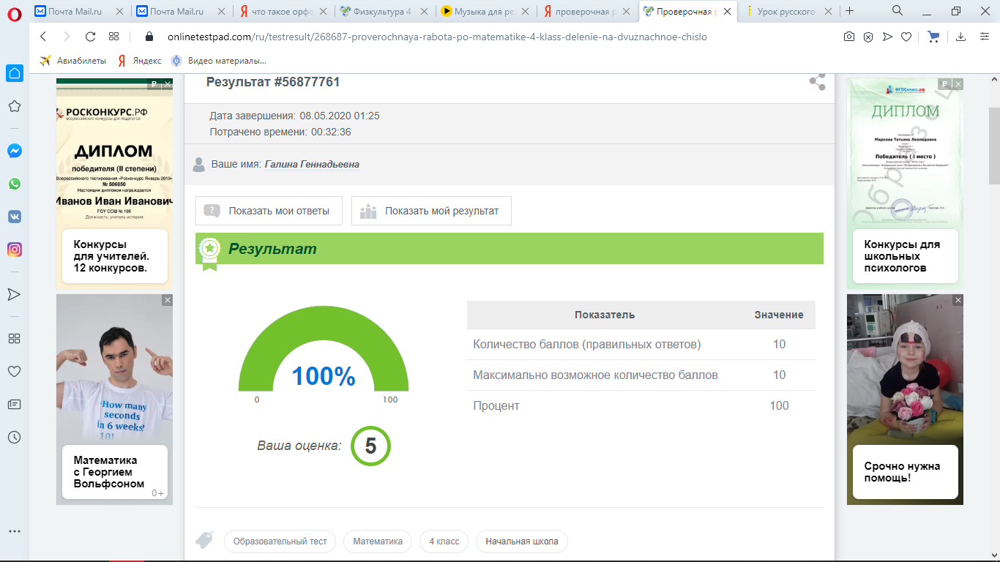 Почта Mail.ru
Почта Mail.ru
что такое орфо
Физкультура 4
Музыка для ре
проверочная р
Проверочная р
Урок русского
onlinetestpad.com/ru/testresult/268687-proverochnaya-rabota-po-matematike-4-klass-delenie-na-dvuznachnoe-chislo
Авиабилеты
Яндекс
Видео материалы...
Результат #56877761
Дата завершения: 08.05.2020 01:25
Потрачено времени: 00:32:36
Ваше имя: Галина Геннадьевна
Показать мои ответы
Показать мой результат
Результат
100%
0
100
Ваша оценка: 5
Показатель Значение
Количество баллов (правильных ответов) 10
Максимально возможное количество баллов 10
Процент 100
Образовательный тест
Математика
4 класс
Начальная школа
РОСКОНКУРС.РФ
всероссийские конкурсы для педагогов
ДИПЛОМ
победителя (II степени)
Всероссийского тестирования «Росконкурс Январь 2019»
№ 506850
Настоящим дипломом награждается
Иванов Иван Иванович
ГОУ СОШ № 195
Должность: учитель истории
Конкурсы
для учителей.
12 конкурсов.
How many
seconds
in 6 weeks?
10!
Математика
с Георгием
Вольфсоном
0+
ФГОСкласс.рф
ДИПЛОМ
Маркова Татьяна Леонидовна
Победитель ( I место )
Конкурсы для
школьных
психологов
Срочно нужна
помощь!